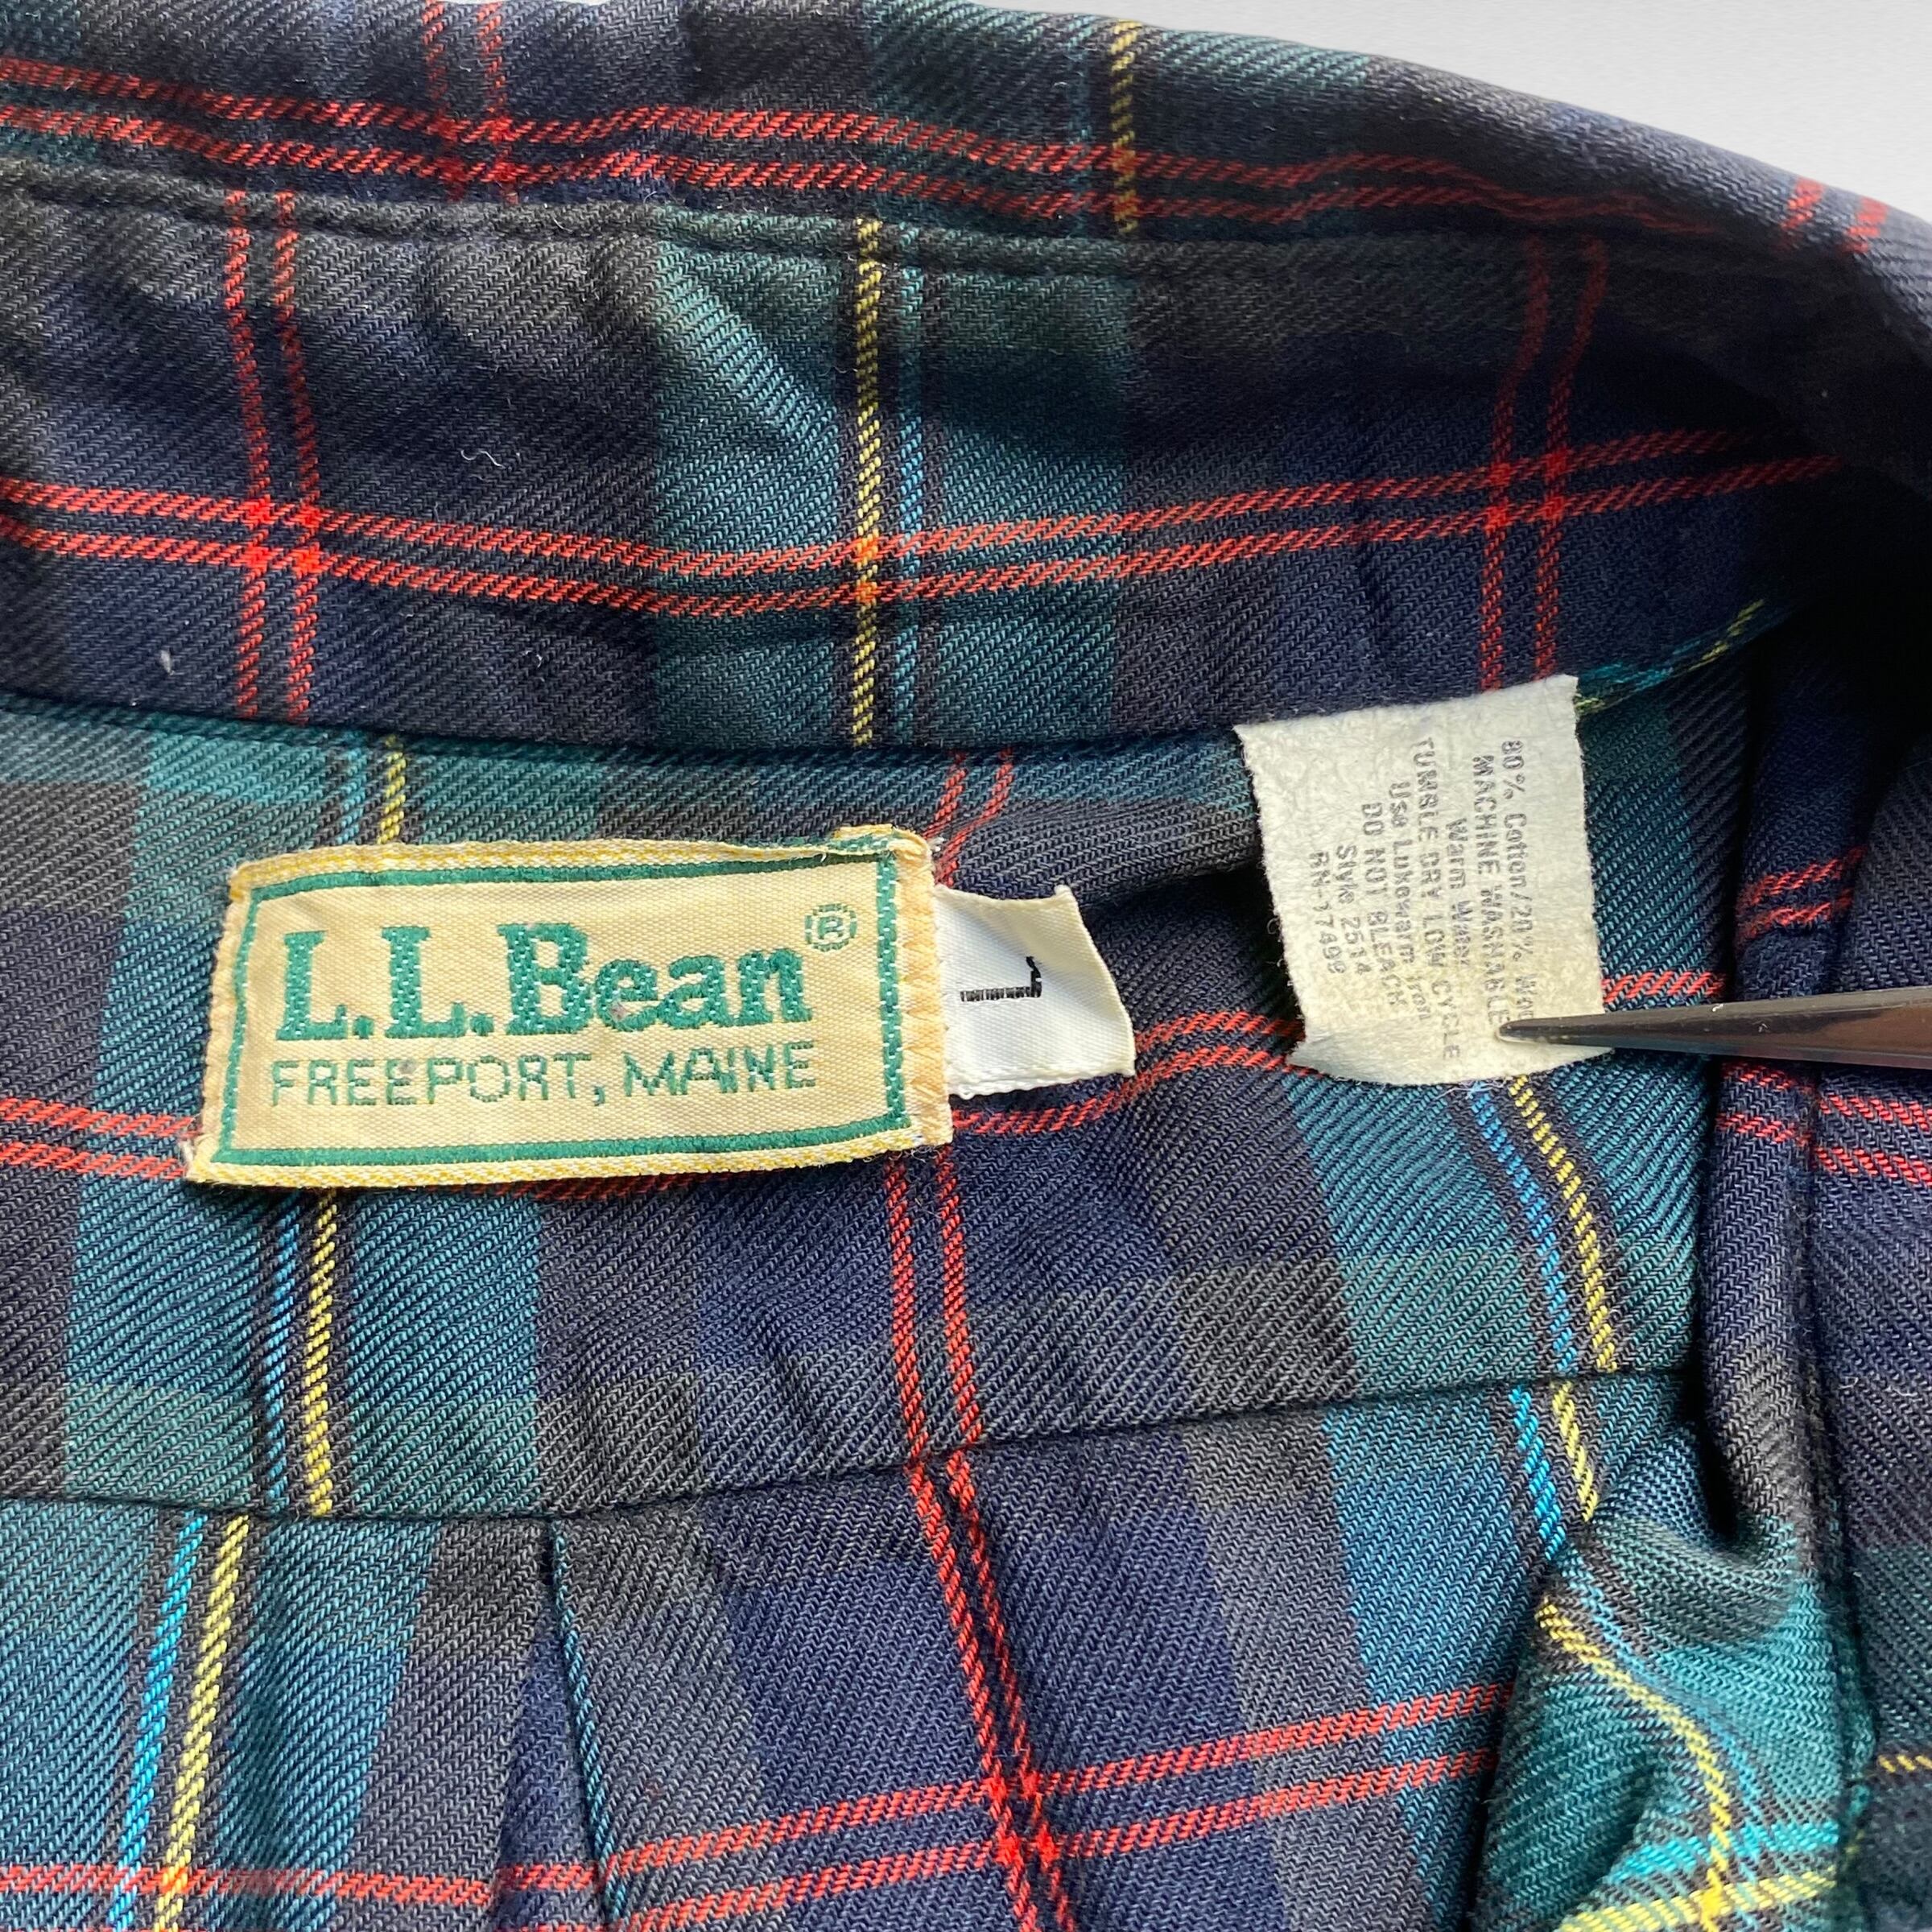 L.L.Bean®
FREEPORT, MAINE
L
80% Cotton/20% Wool
MACHINE WASHABLE
Warm Water
TUMBLE DRY LOW CYCLE
Use Lukewarm Iron
DO NOT BLEACH
Style 2514
RN-17499